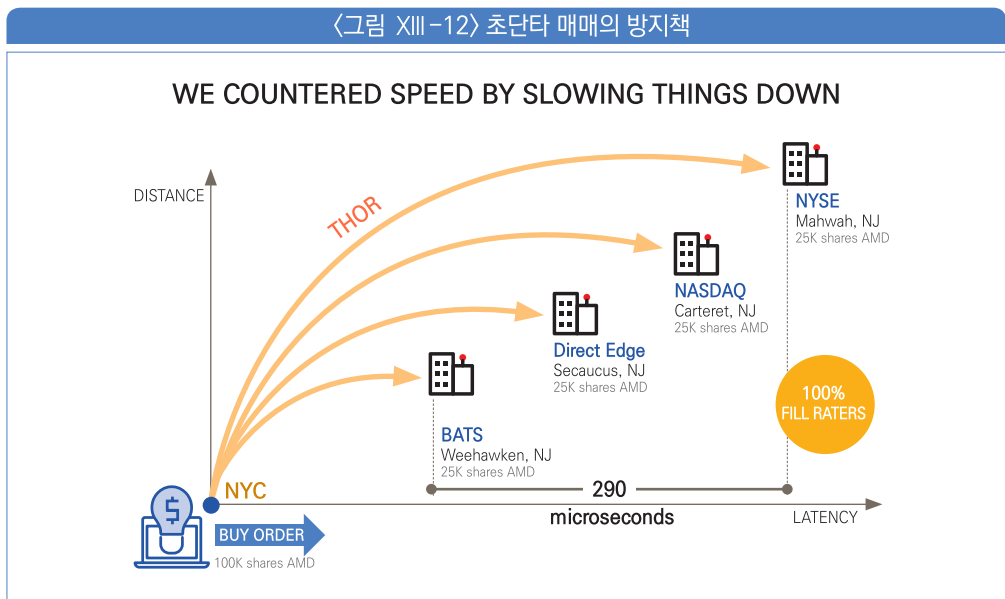 〈그림 XIII-12〉 초단타 매매의 방지책
WE COUNTERED SPEED BY SLOWING THINGS DOWN
DISTANCE
THOR
NYSE
Mahwah, NJ
25K shares AMD
NASDAQ
Carteret, NJ
25K shares AMD
Direct Edge
Secaucus, NJ
25K shares AMD
100%
FILL RATERS
BATS
Weehawken, NJ
25K shares AMD
$
NYC
290
microseconds
LATENCY
BUY ORDER
100K shares AMD